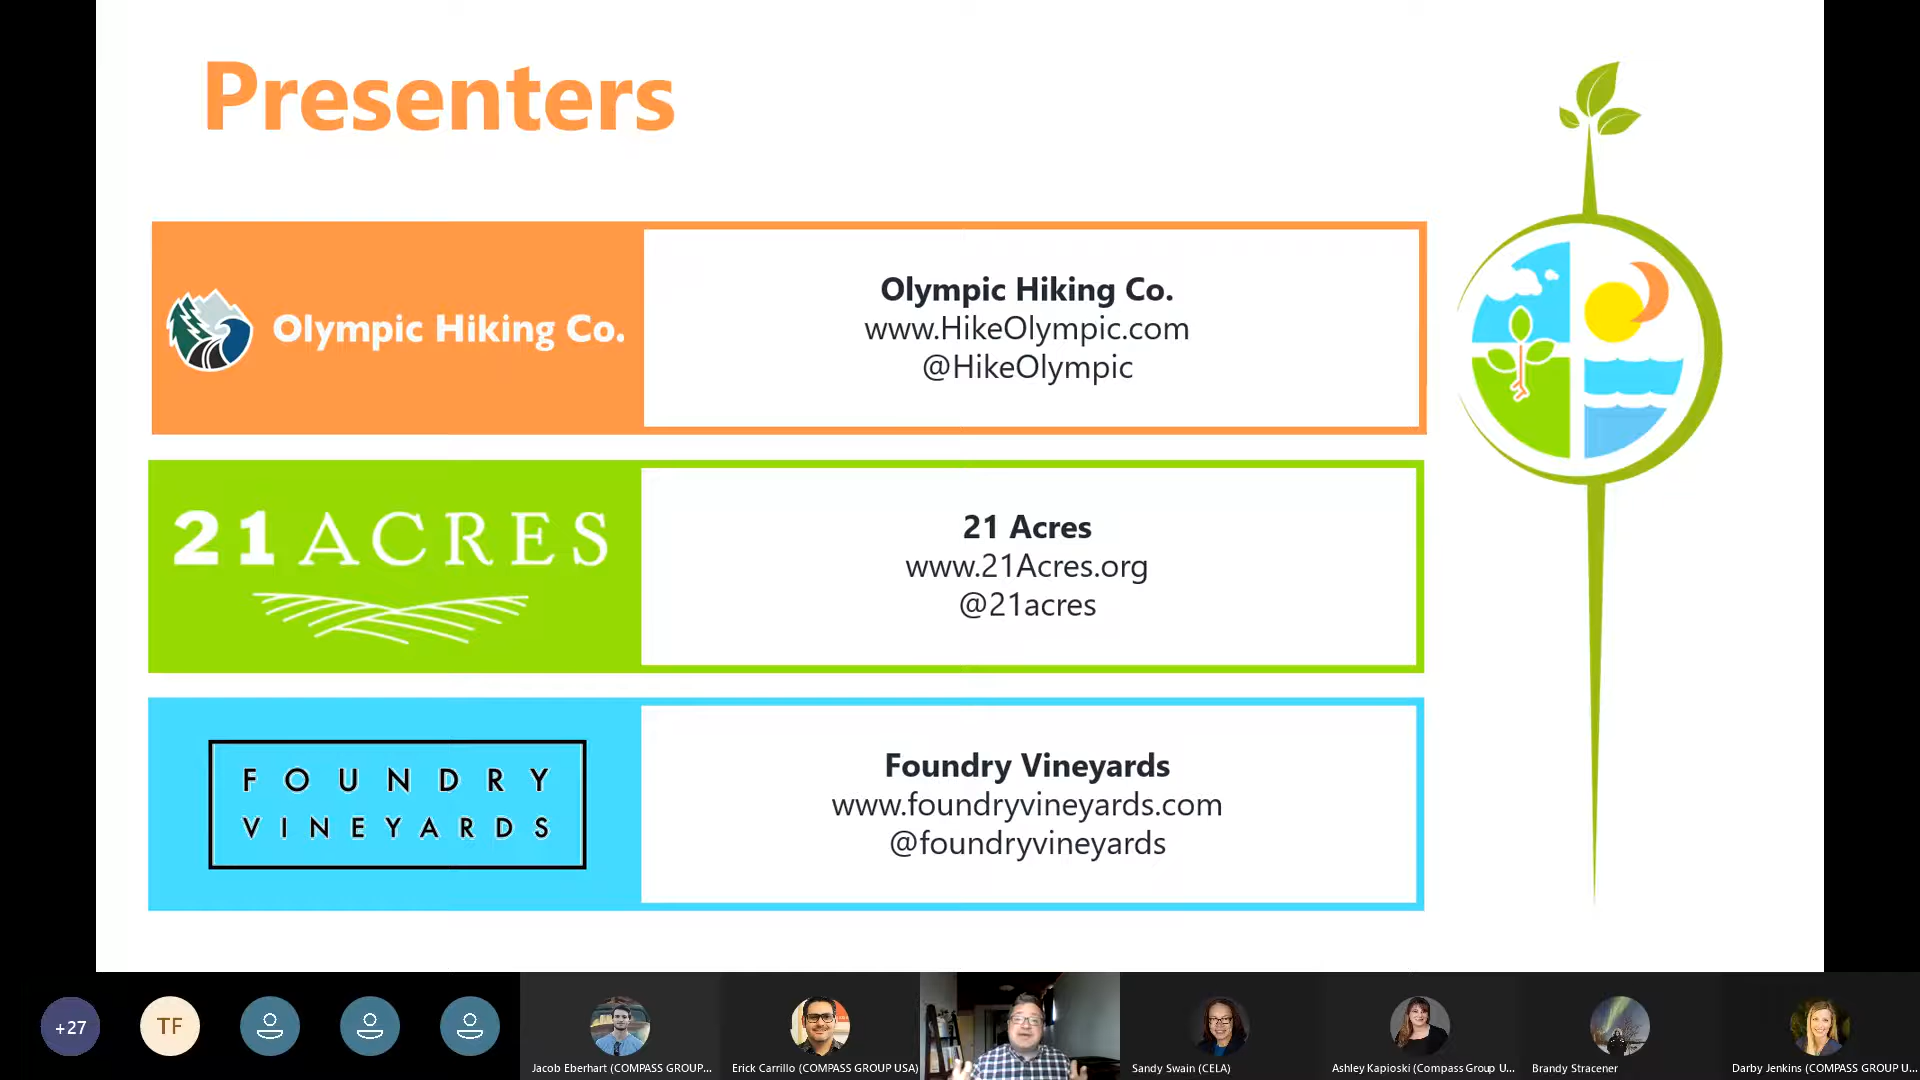 Presenters
Olympic Hiking Co.
Olympic Hiking Co.
www.HikeOlympic.com
@HikeOlympic
21 ACRES
21 Acres
www.21Acres.org
@21acres
FOUNDRY
VINEYARDS
Foundry Vineyards
www.foundryvineyards.com
@foundryvineyards
+27
TF
Jacob Eberhart (COMPASS GROUP...
Erick Carrillo (COMPASS GROUP USA)
Sandy Swain (CELA)
Ashley Kapioski (Compass Group U...
Brandy Stracener
Darby Jenkins (COMPASS GROUP U...